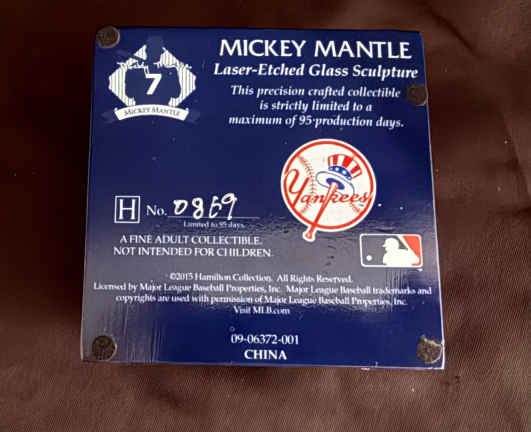 7
MICKEY MANTLE
MICKEY MANTLE
Laser-Etched Glass Sculpture
This precision crafted collectible
is strictly limited to a
maximum of 95 production days.
Yankees
H No. 0869
Limited to 95 days.
A FINE ADULT COLLECTIBLE.
NOT INTENDED FOR CHILDREN.
©2015 Hamilton Collection. All Rights Reserved.
Licensed by Major League Baseball Properties, Inc. Major League Baseball trademarks and
copyrights are used with permission of Major League Baseball Properties, Inc.
Visit MLB.com
09-06372-001
CHINA